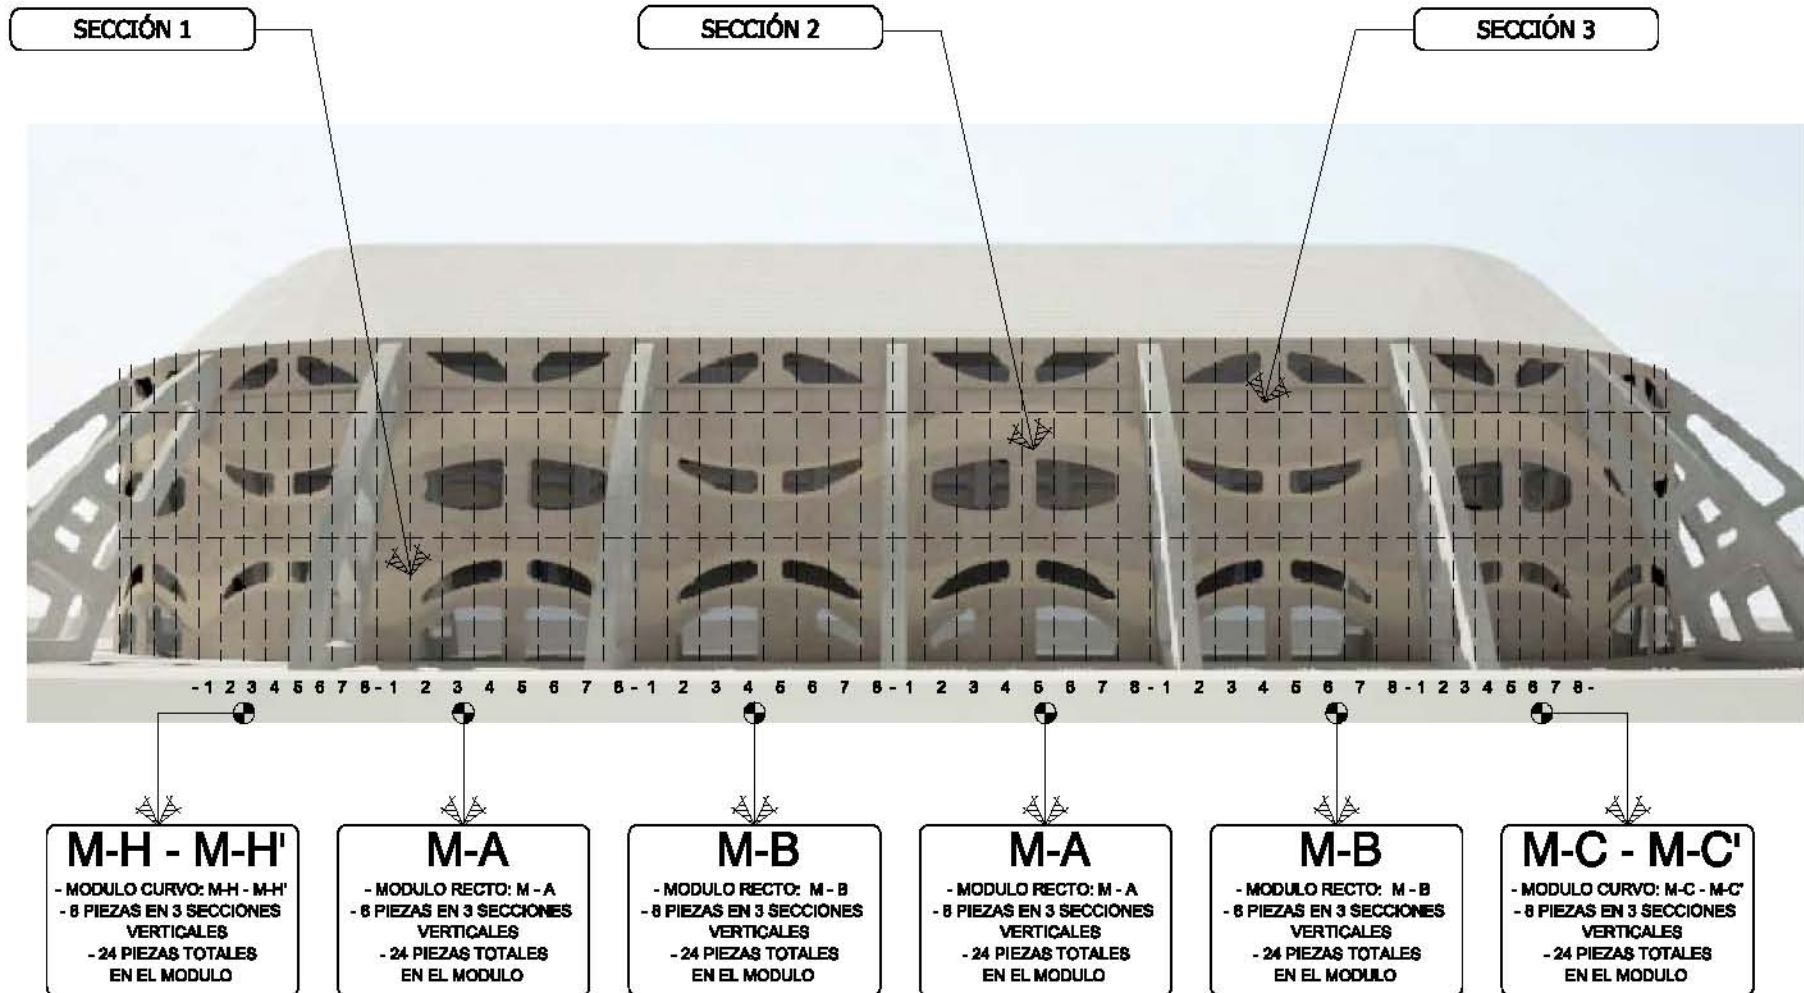 SECCIÓN 1
SECCIÓN 2
SECCIÓN 3
- 1 2 3 4 5 6 7 8 - 1 2 3 4 5 6 7 8 - 1 2 3 4 5 6 7 8 - 1 2 3 4 5 6 7 8 - 1 2 3 4 5 6 7 8 - 1 2 3 4 5 6 7 8 -
M-H - M-H'
- MODULO CURVO: M-H - M-H'
- 8 PIEZAS EN 3 SECCIONES
VERTICALES
- 24 PIEZAS TOTALES
EN EL MODULO
M-A
- MODULO RECTO: M - A
- 8 PIEZAS EN 3 SECCIONES
VERTICALES
- 24 PIEZAS TOTALES
EN EL MODULO
M-B
- MODULO RECTO: M - B
- 8 PIEZAS EN 3 SECCIONES
VERTICALES
- 24 PIEZAS TOTALES
EN EL MODULO
M-A
- MODULO RECTO: M - A
- 8 PIEZAS EN 3 SECCIONES
VERTICALES
- 24 PIEZAS TOTALES
EN EL MODULO
M-B
- MODULO RECTO: M - B
- 8 PIEZAS EN 3 SECCIONES
VERTICALES
- 24 PIEZAS TOTALES
EN EL MODULO
M-C - M-C'
- MODULO CURVO: M-C - M-C'
- 8 PIEZAS EN 3 SECCIONES
VERTICALES
- 24 PIEZAS TOTALES
EN EL MODULO